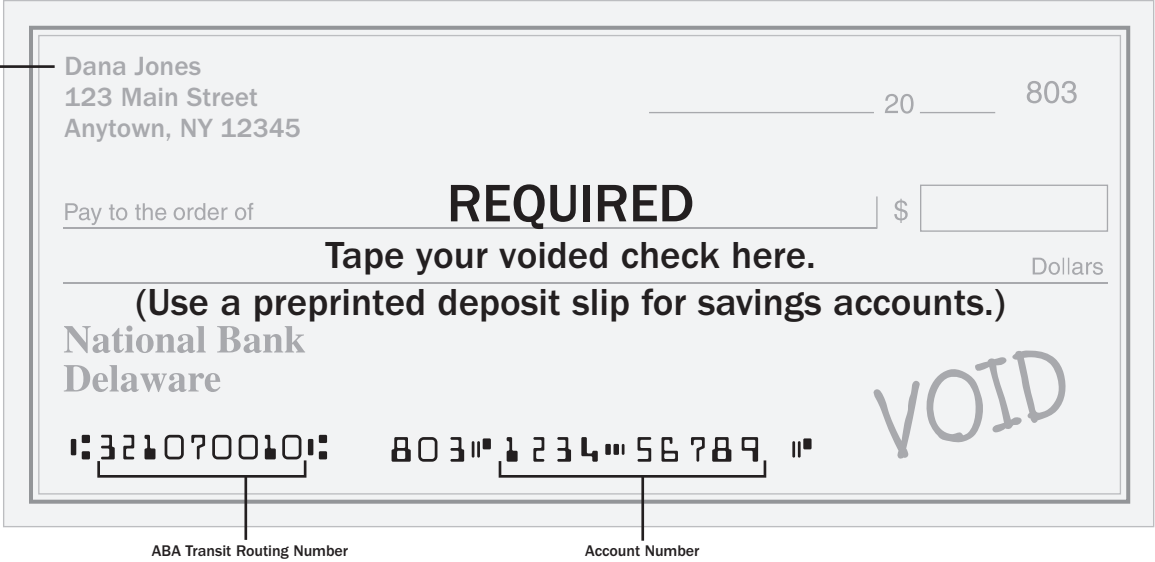 Dana Jones
123 Main Street
Anytown, NY 12345
20 803
Pay to the order of $
REQUIRED
Tape your voided check here.
Dollars
(Use a preprinted deposit slip for savings accounts.)
National Bank
Delaware
VOID
⑆321070010⑆ 803⑈1234⑉56789 ⑈
ABA Transit Routing Number
Account Number